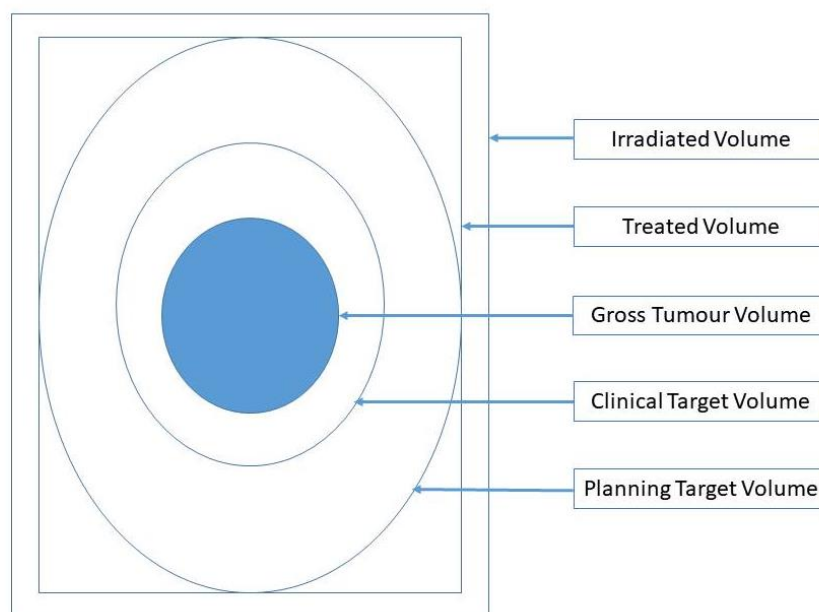 Irradiated Volume
Treated Volume
Gross Tumour Volume
Clinical Target Volume
Planning Target Volume